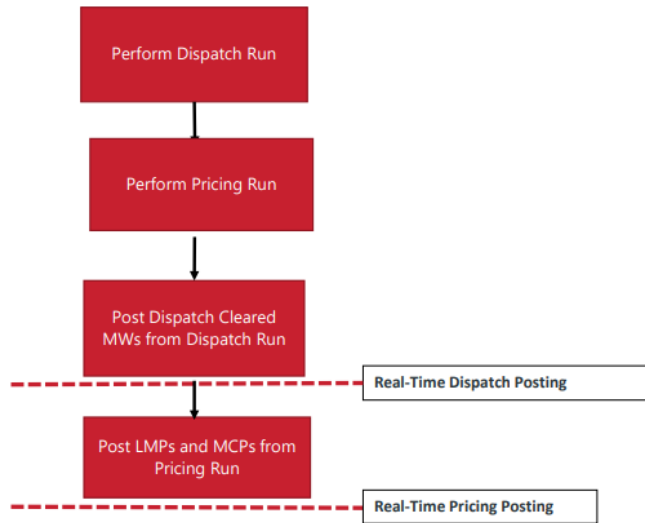 Perform Dispatch Run
Perform Pricing Run
Post Dispatch Cleared
MWs from Dispatch Run
Real-Time Dispatch Posting
Post LMPs and MCPs from
Pricing Run
Real-Time Pricing Posting